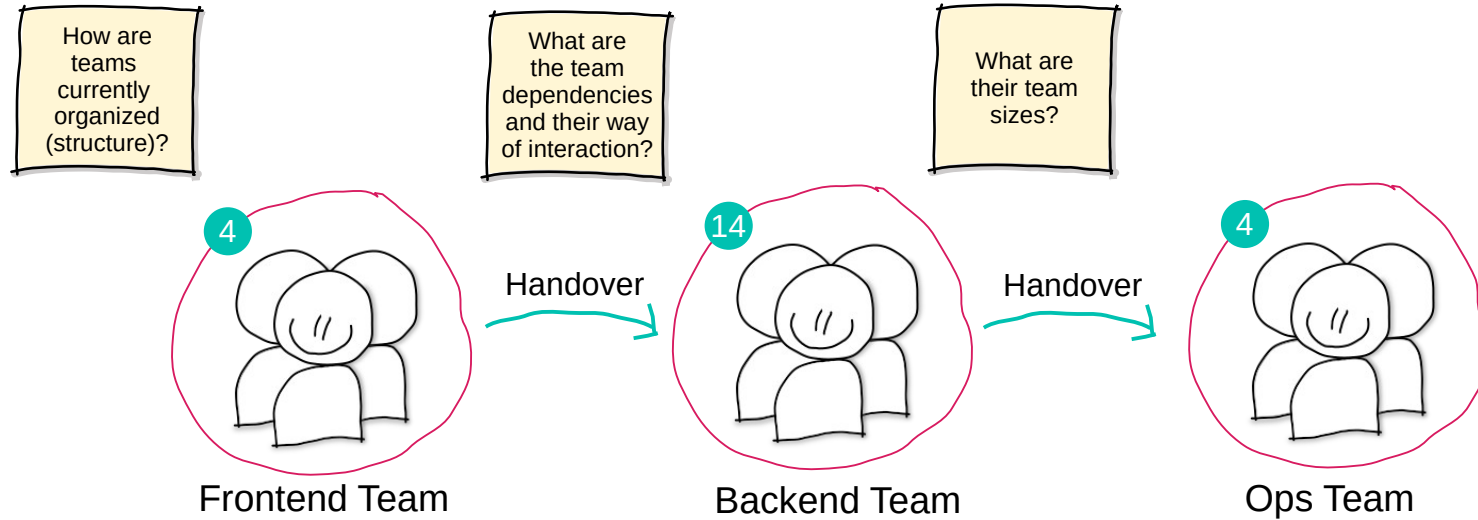 How are
teams
currently
organized
(structure)?
What are
the team
dependencies
and their way
of interaction?
What are
their team
sizes?
4
14
4
Handover
Handover
Frontend Team
Backend Team
Ops Team